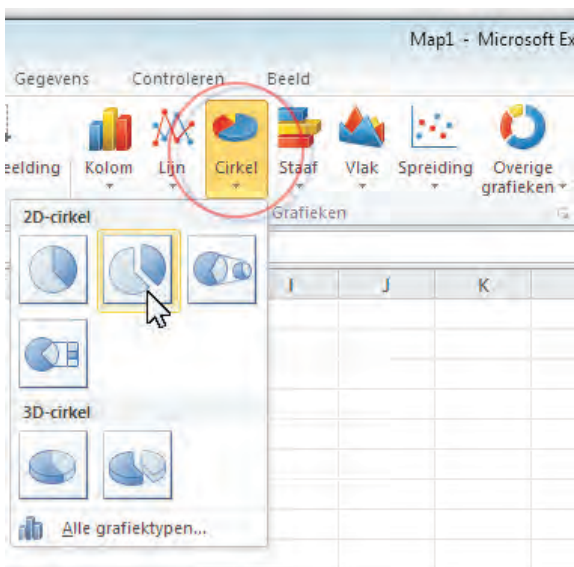 Map1 - Microsoft Ex
Gegevens Controleren Beeld
eelding Kolom Lijn Cirkel Staaf Vlak Spreiding Overige
grafieken
Grafieken
2D-cirkel
I J K
3D-cirkel
Alle grafiektypen...